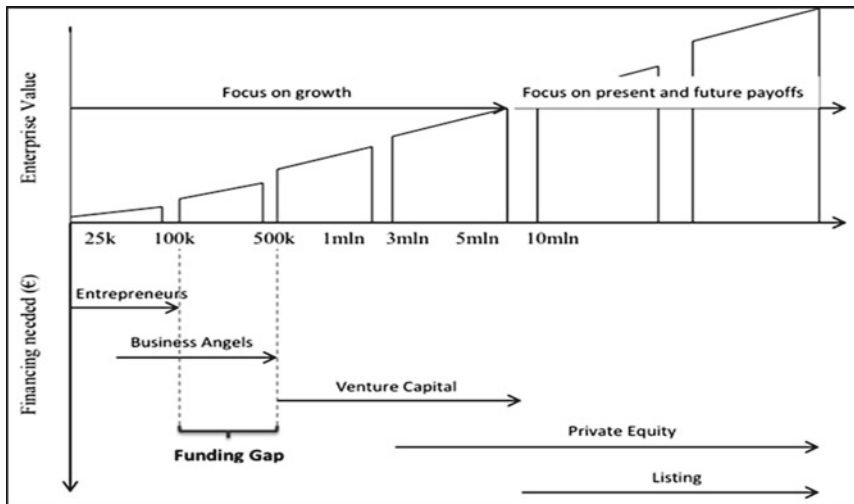 Enterprise Value
Focus on growth
Focus on present and future payoffs
25k 100k 500k 1mln 3mln 5mln 10mln
Financing needed (€)
Entrepreneurs
Business Angels
Venture Capital
Funding Gap
Private Equity
Listing